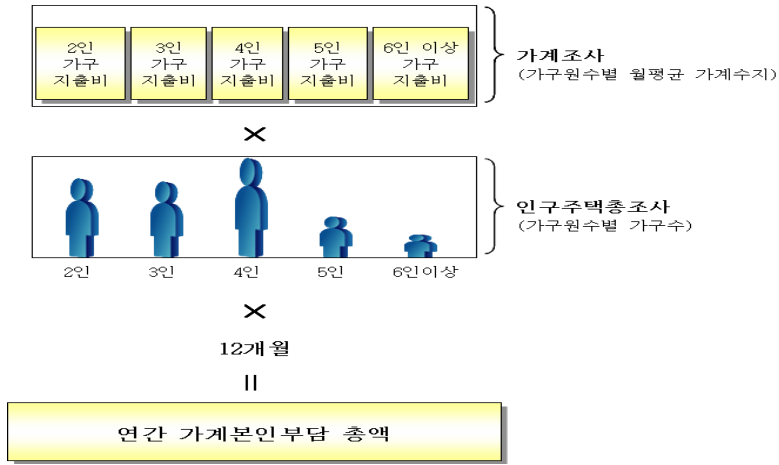 2인 가구 지출비
3인 가구 지출비
4인 가구 지출비
5인 가구 지출비
6인 이상 가구 지출비
가계조사
(가구원수별 월평균 가계수지)
×
인구주택총조사
(가구원수별 가구수)
2인 3인 4인 5인 6인이상
×
12개월
=
연간 가계본인부담 총액